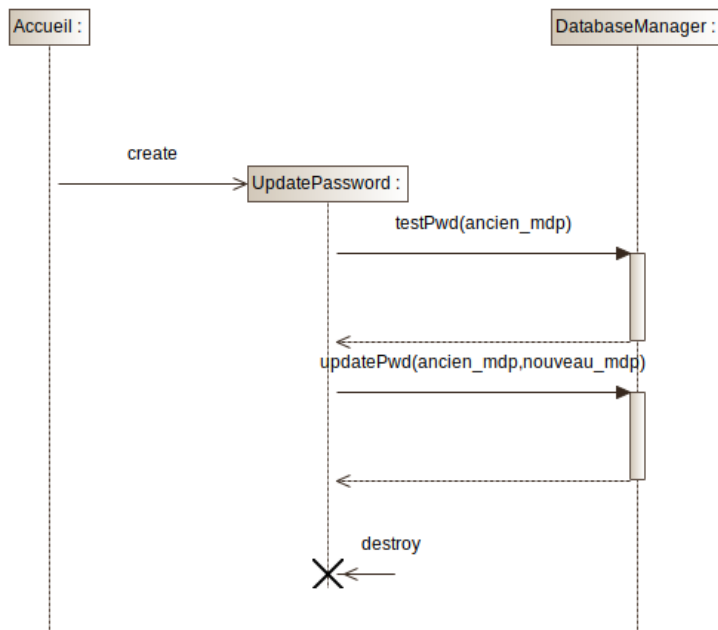 Accueil :
DatabaseManager :
create
UpdatePassword :
testPwd(ancien_mdp)
updatePwd(ancien_mdp,nouveau_mdp)
destroy